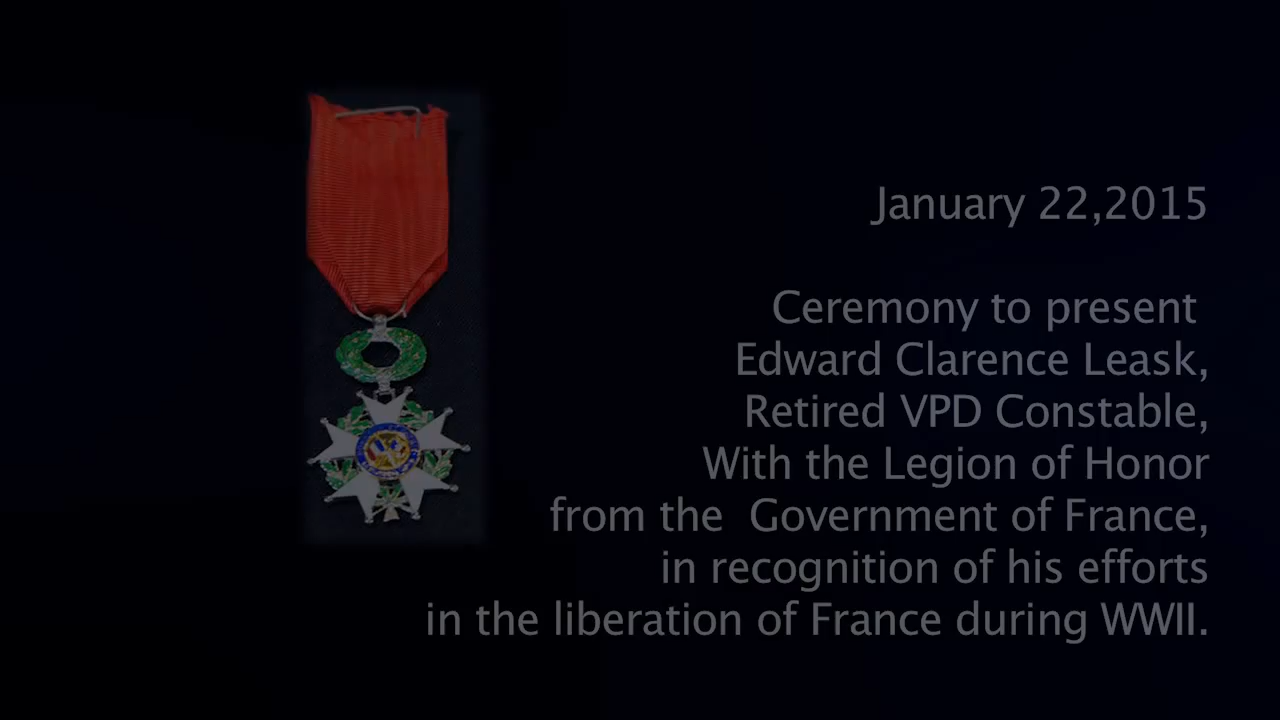 January 22,2015
Ceremony to present
Edward Clarence Leask,
Retired VPD Constable,
With the Legion of Honor
from the  Government of France,
in recognition of his efforts
in the liberation of France during WWII.